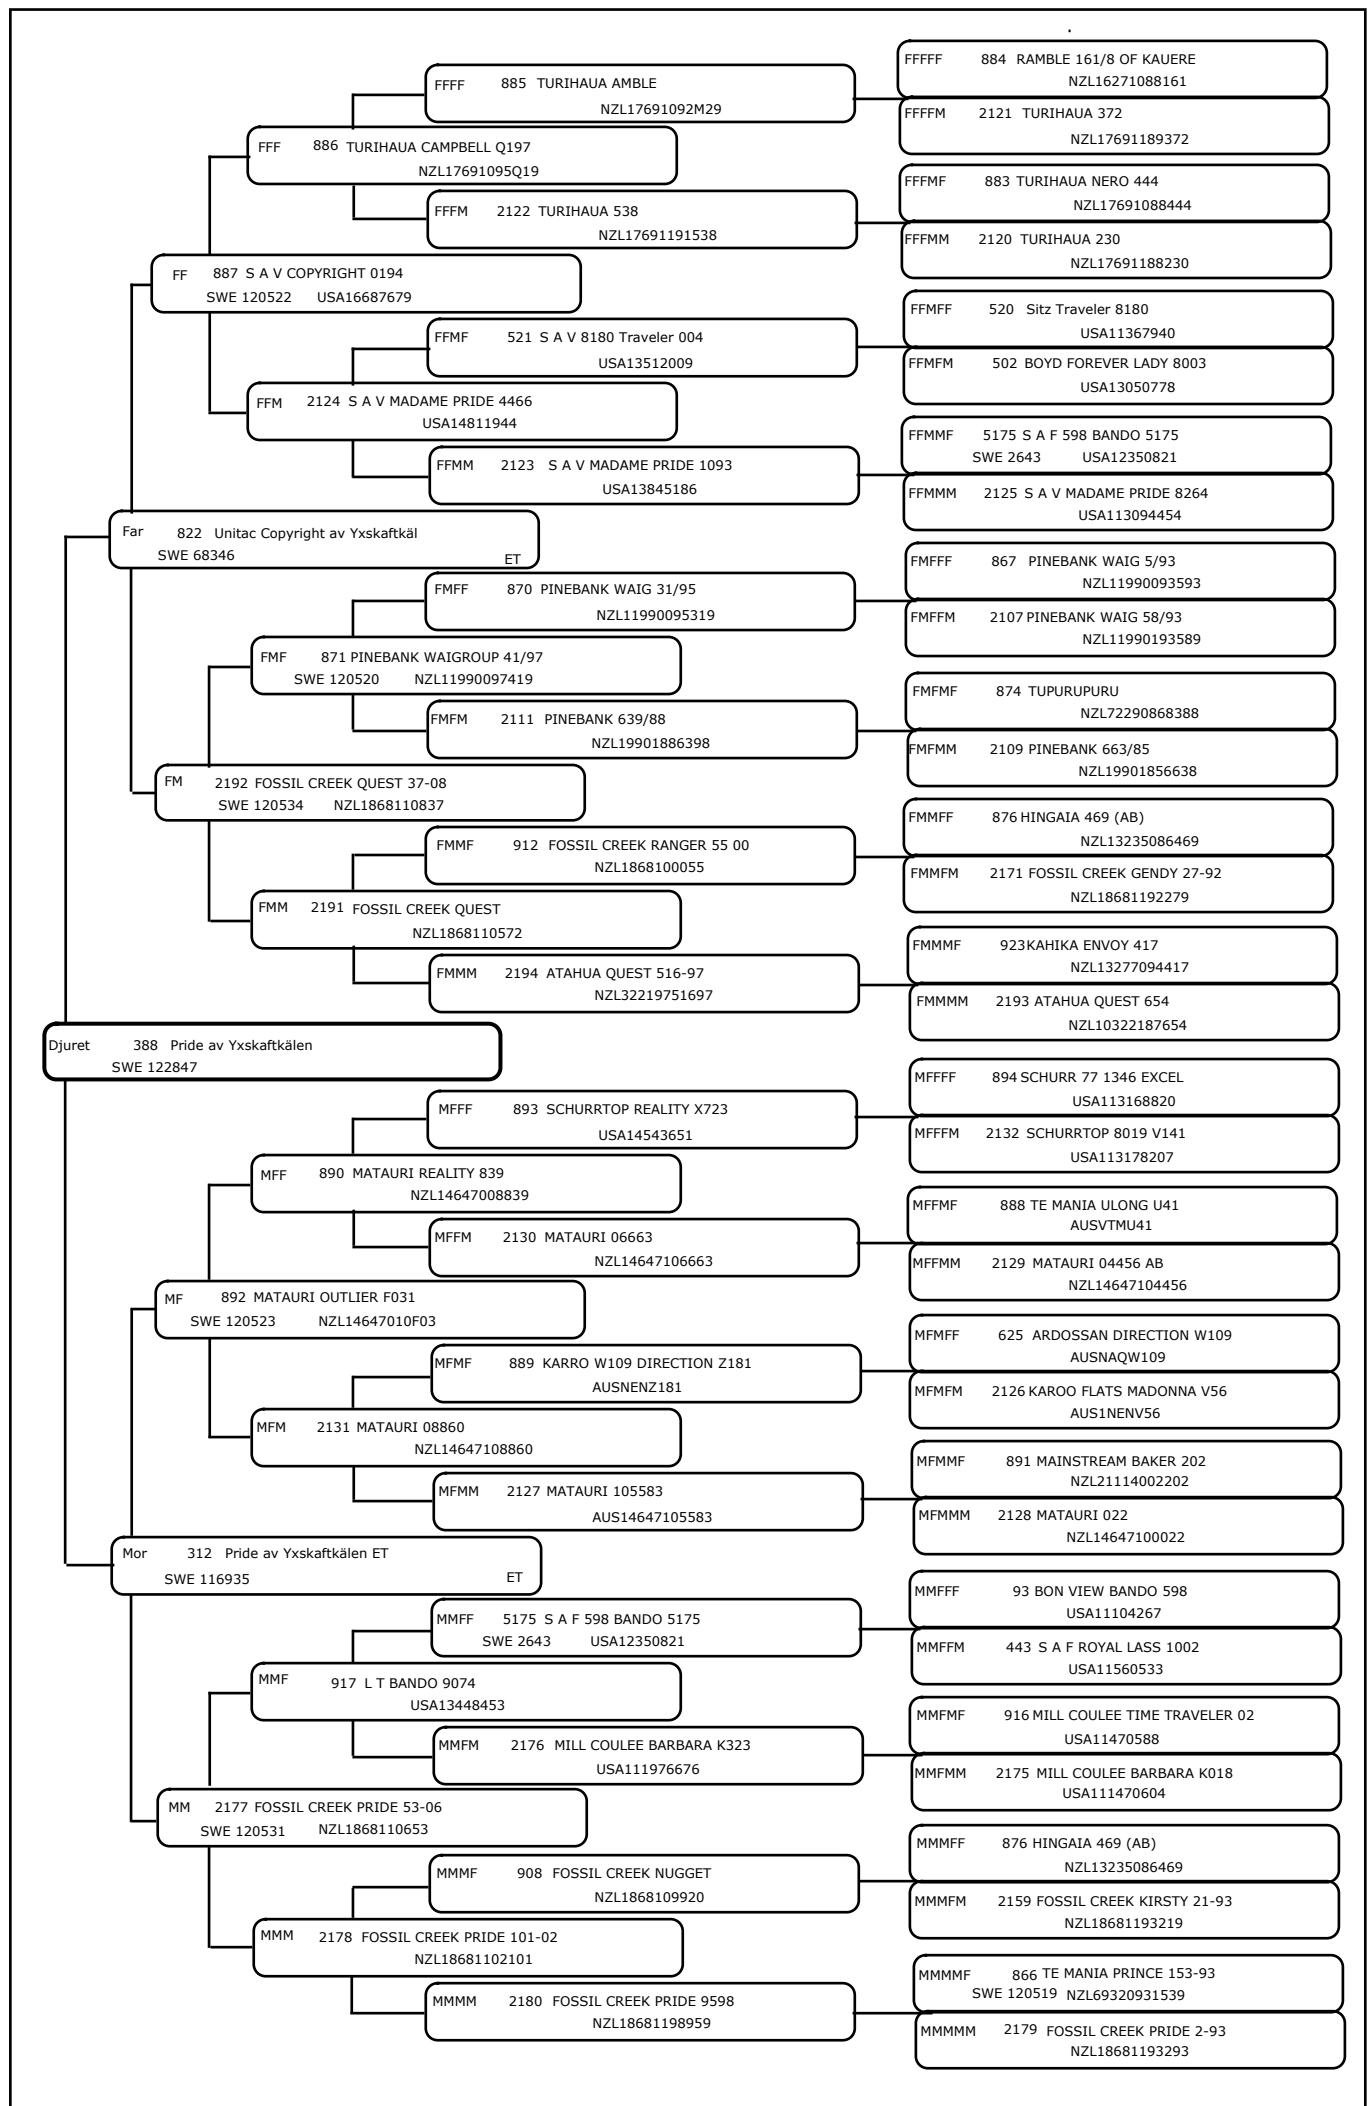 FFFFF 884 RAMBLE 161/8 OF KAUERE
NZL16271088161
FFFF 885 TURIHAUA AMBLE
NZL17691092M29
FFFFM 2121 TURIHAUA 372
NZL17691189372
FFF 886 TURIHAUA CAMPBELL Q197
NZL17691095Q19
FFFMF 883 TURIHAUA NERO 444
NZL17691088444
FFFM 2122 TURIHAUA 538
NZL17691191538
FFFMM 2120 TURIHAUA 230
NZL17691188230
FF 887 S A V COPYRIGHT 0194
SWE 120522 USA16687679
FFMFF 520 Sitz Traveler 8180
USA11367940
FFMF 521 S A V 8180 Traveler 004
USA13512009
FFMFM 502 BOYD FOREVER LADY 8003
USA13050778
FFM 2124 S A V MADAME PRIDE 4466
USA14811944
FFMMF 5175 S A F 598 BANDO 5175
SWE 2643 USA12350821
FFMM 2123 S A V MADAME PRIDE 1093
USA13845186
FFMMM 2125 S A V MADAME PRIDE 8264
USA113094454
Far 822 Unitac Copyright av Yxskaftkäl
SWE 68346 ET
FMFFF 867 PINEBANK WAIG 5/93
NZL11990093593
FMFF 870 PINEBANK WAIG 31/95
NZL11990095319
FMFFM 2107 PINEBANK WAIG 58/93
NZL11990193589
FMF 871 PINEBANK WAIGROUP 41/97
SWE 120520 NZL11990097419
FMFMF 874 TUPURUPURU
NZL72290868388
FMFM 2111 PINEBANK 639/88
NZL19901886398
FMFMM 2109 PINEBANK 663/85
NZL19901856638
FM 2192 FOSSIL CREEK QUEST 37-08
SWE 120534 NZL1868110837
FMMFF 876 HINGAIA 469 (AB)
NZL13235086469
FMMF 912 FOSSIL CREEK RANGER 55 00
NZL1868100055
FMMFM 2171 FOSSIL CREEK GENDY 27-92
NZL18681192279
FMM 2191 FOSSIL CREEK QUEST
NZL1868110572
FMMMF 923 KAHIKA ENVOY 417
NZL13277094417
FMMM 2194 ATAHUA QUEST 516-97
NZL32219751697
FMMMM 2193 ATAHUA QUEST 654
NZL10322187654
Djuret 388 Pride av Yxskaftkälen
SWE 122847
MFFFF 894 SCHURR 77 1346 EXCEL
USA113168820
MFFF 893 SCHURRTOP REALITY X723
USA14543651
MFFFM 2132 SCHURRTOP 8019 V141
USA113178207
MFF 890 MATAURI REALITY 839
NZL14647008839
MFFMF 888 TE MANIA ULONG U41
AUSVTMU41
MFFM 2130 MATAURI 06663
NZL14647106663
MFFMM 2129 MATAURI 04456 AB
NZL14647104456
MF 892 MATAURI OUTLIER F031
SWE 120523 NZL14647010F03
MFMFF 625 ARDOSSAN DIRECTION W109
AUSNAQW109
MFMF 889 KARRO W109 DIRECTION Z181
AUSNENZ181
MFMFM 2126 KAROO FLATS MADONNA V56
AUS1NENV56
MFM 2131 MATAURI 08860
NZL14647108860
MFMMF 891 MAINSTREAM BAKER 202
NZL21114002202
MFMM 2127 MATAURI 105583
AUS14647105583
MFMMM 2128 MATAURI 022
NZL14647100022
Mor 312 Pride av Yxskaftkälen ET
SWE 116935 ET
MMFFF 93 BON VIEW BANDO 598
USA11104267
MMFF 5175 S A F 598 BANDO 5175
SWE 2643 USA12350821
MMFFM 443 S A F ROYAL LASS 1002
USA11560533
MMF 917 L T BANDO 9074
USA13448453
MMFMF 916 MILL COULEE TIME TRAVELER 02
USA11470588
MMFM 2176 MILL COULEE BARBARA K323
USA111976676
MMFMM 2175 MILL COULEE BARBARA K018
USA111470604
MM 2177 FOSSIL CREEK PRIDE 53-06
SWE 120531 NZL1868110653
MMMFF 876 HINGAIA 469 (AB)
NZL13235086469
MMMF 908 FOSSIL CREEK NUGGET
NZL1868109920
MMMFM 2159 FOSSIL CREEK KIRSTY 21-93
NZL18681193219
MMM 2178 FOSSIL CREEK PRIDE 101-02
NZL18681102101
MMMMF 866 TE MANIA PRINCE 153-93
SWE 120519 NZL69320931539
MMMM 2180 FOSSIL CREEK PRIDE 9598
NZL18681198959
MMMMM 2179 FOSSIL CREEK PRIDE 2-93
NZL18681193293